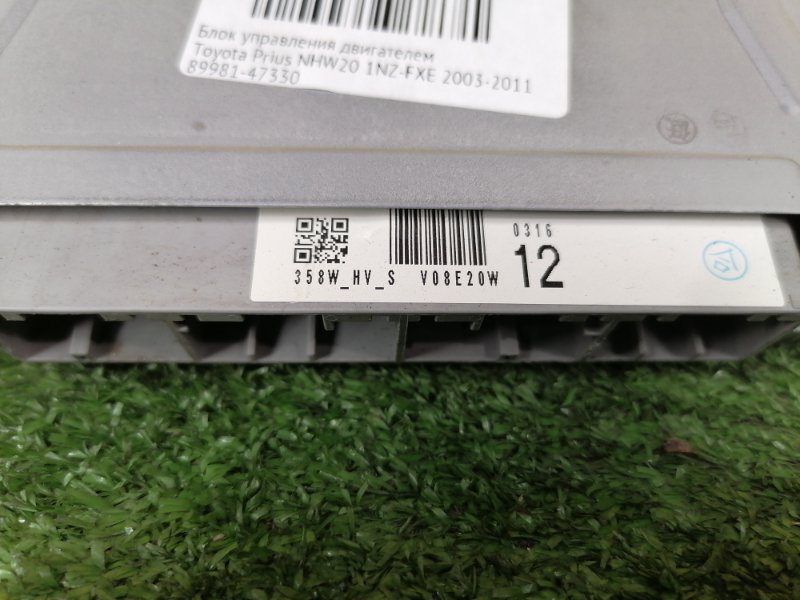 Блок управления двигателем
Toyota Prius NHW20 1NZ-FXE 2003-2011
89981-47330
0316
358W_HV_S V08E20W 12